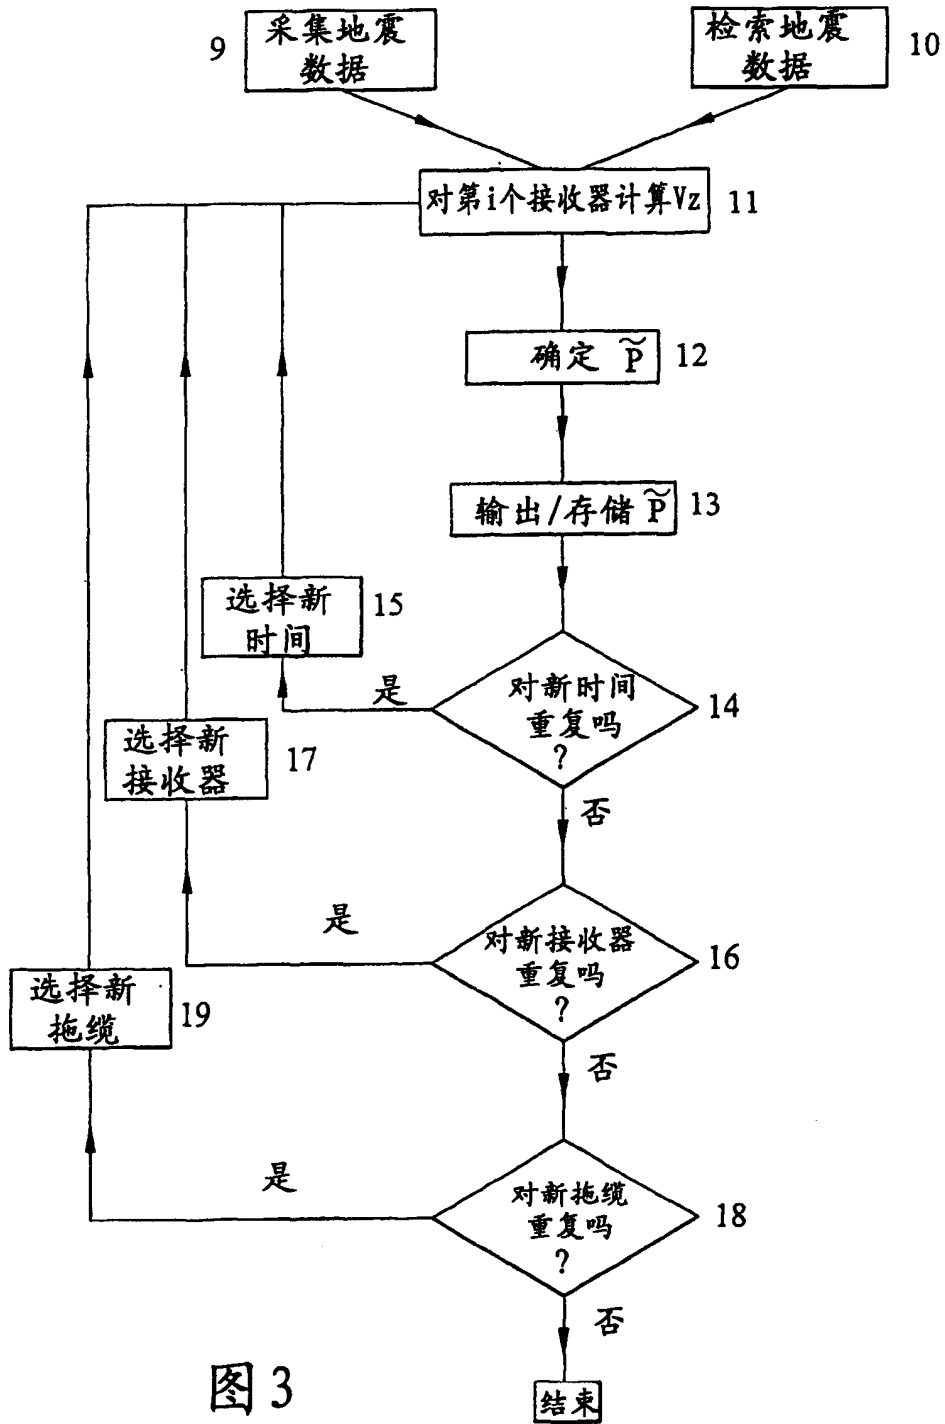 9
采集地震
数据
检索地震
数据
10
对第i个接收器计算Vz
11
确定 P̃
12
输出/存储 P̃
13
选择新
时间
15
是
对新时间
重复吗
?
14
选择新
接收器
17
否
是
对新接收器
重复吗
?
16
选择新
拖缆
19
否
是
对新拖缆
重复吗
?
18
否
结束
图3